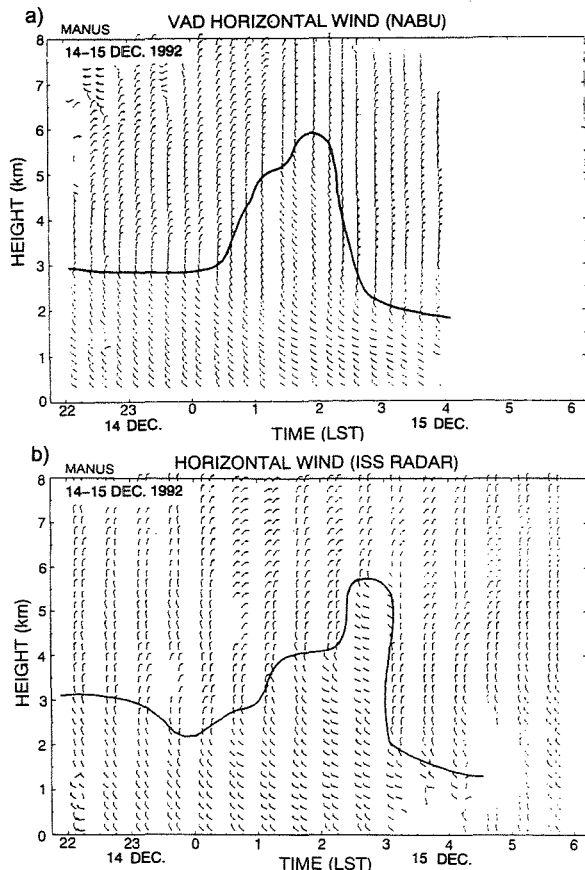 a)
VAD HORIZONTAL WIND (NABU)
MANUS
14-15 DEC. 1992
HEIGHT (km)
8
7
6
5
4
3
2
1
0
22 23 0 1 2 3 4 5 6
14 DEC. 15 DEC.
TIME (LST)
b)
HORIZONTAL WIND (ISS RADAR)
MANUS
14-15 DEC. 1992
HEIGHT (km)
8
7
6
5
4
3
2
1
0
22 23 0 1 2 3 4 5 6
14 DEC. 15 DEC.
TIME (LST)